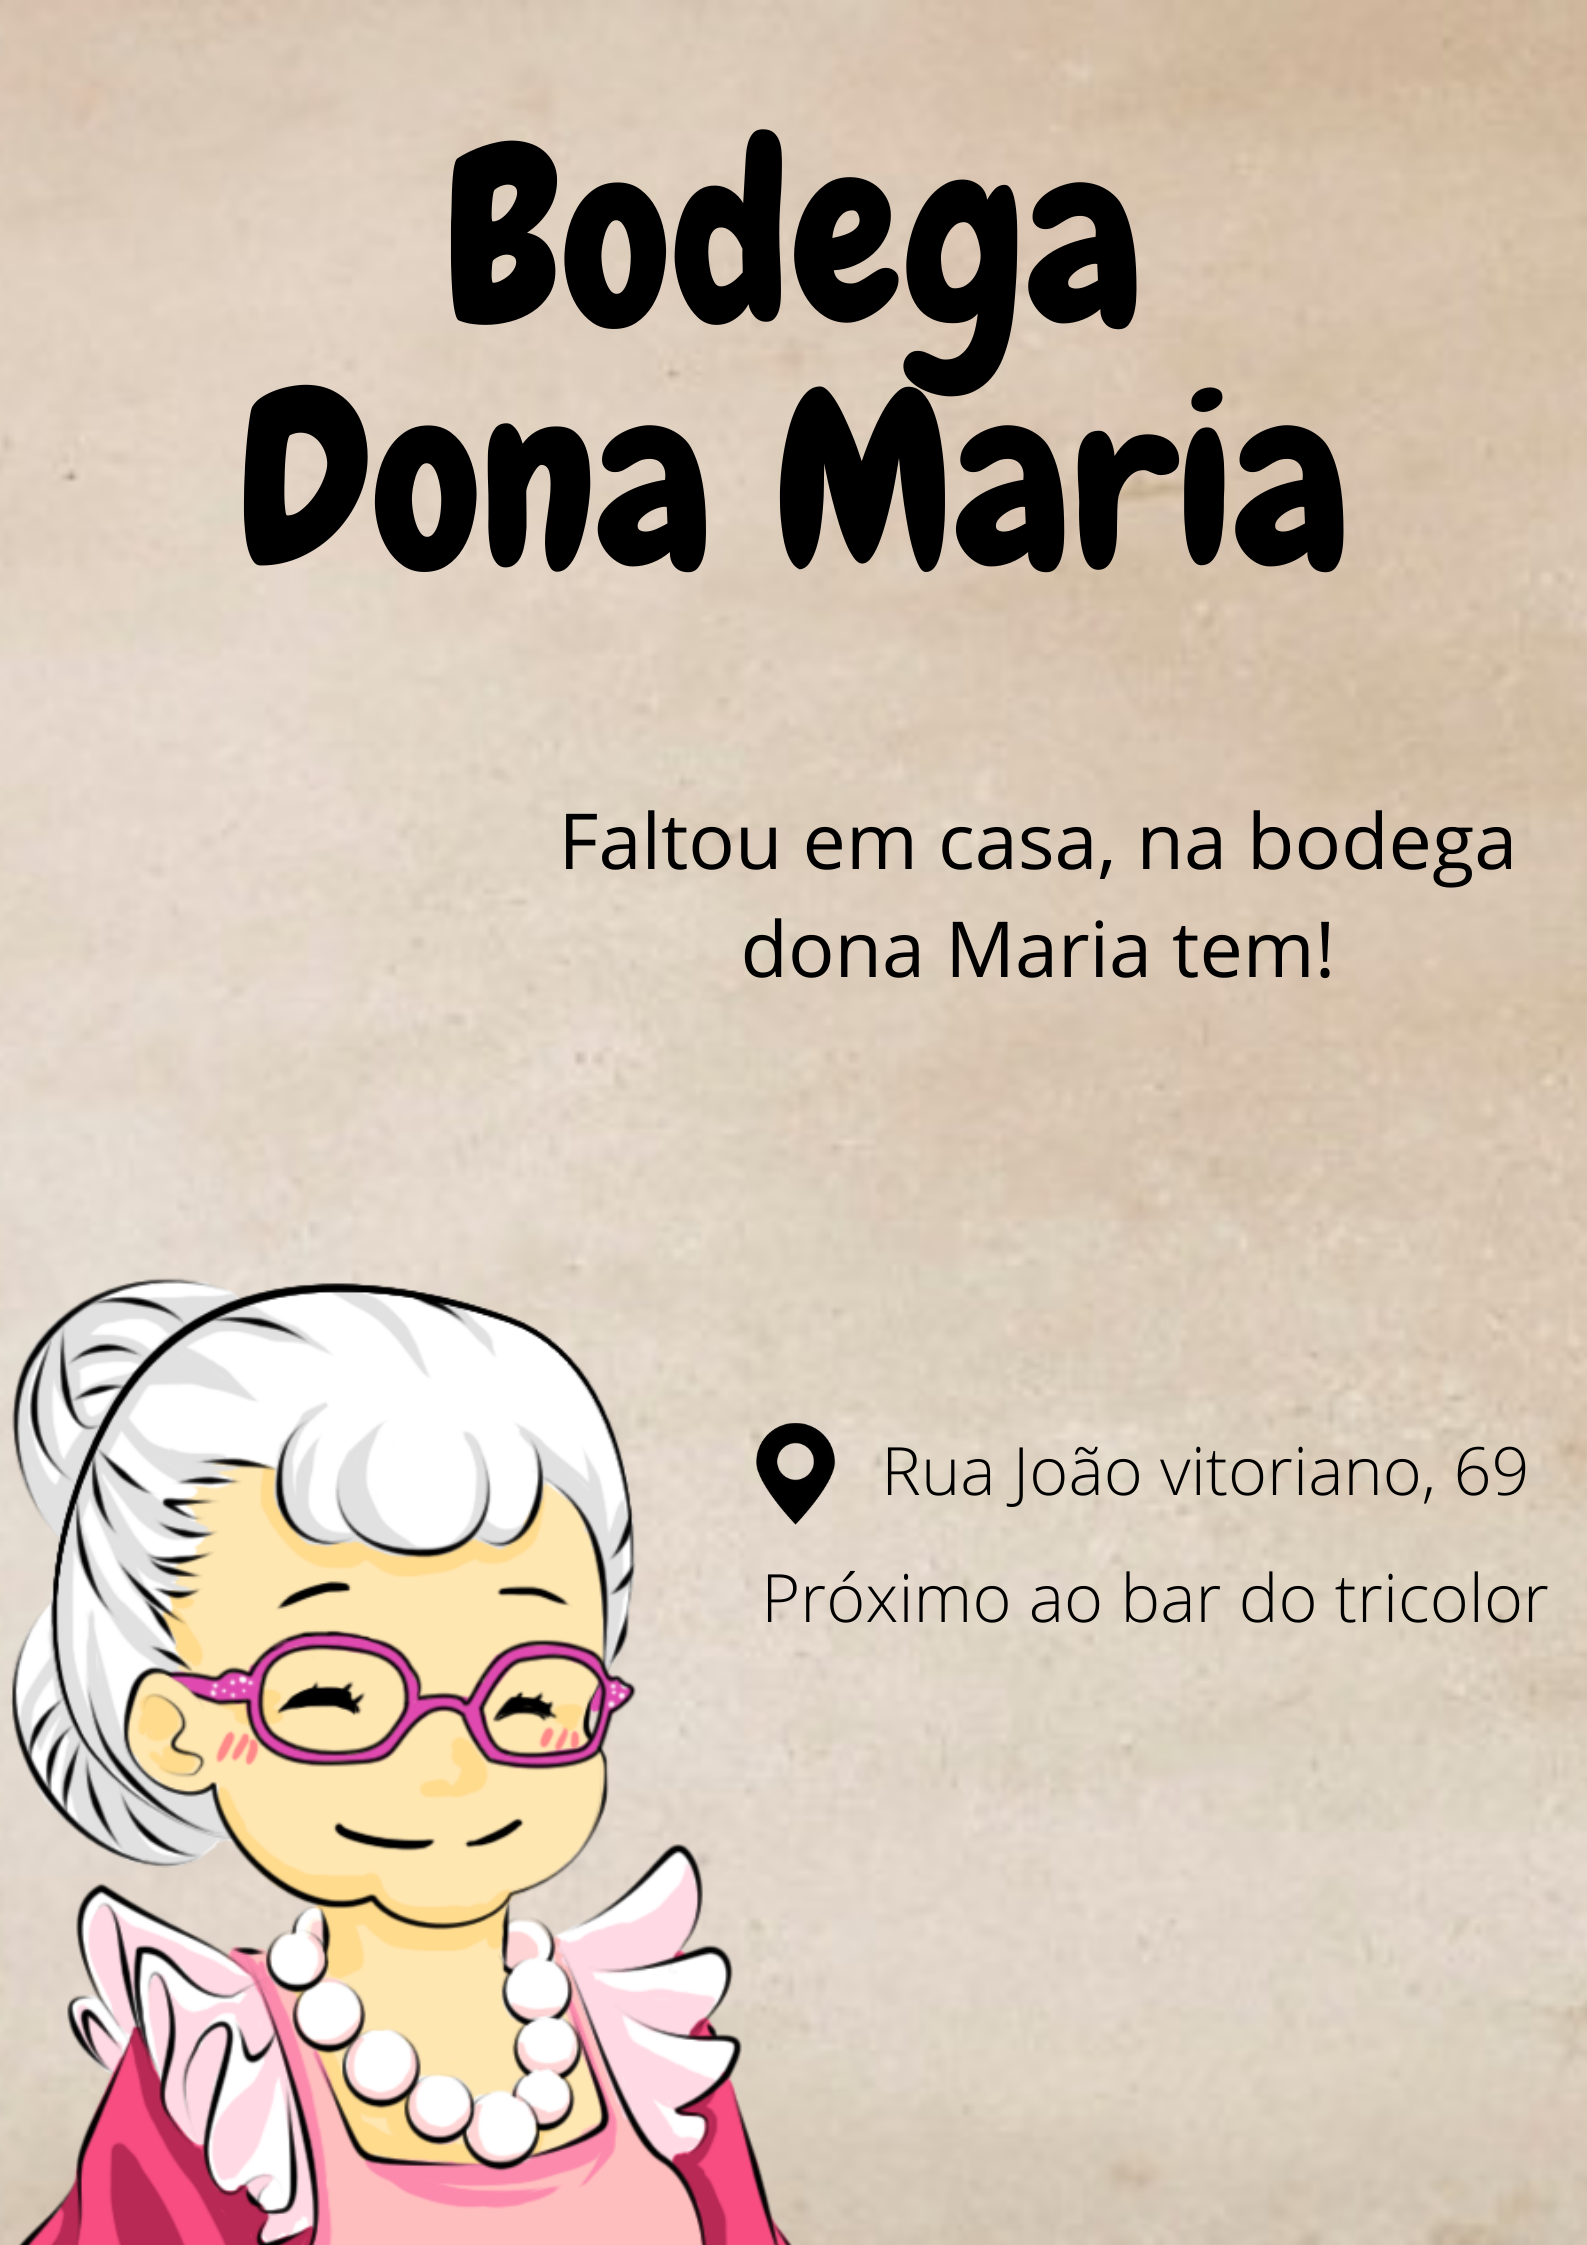 Bodega
Dona Maria
Faltou em casa, na bodega
dona Maria tem!
Rua João vitoriano, 69
Próximo ao bar do tricolor